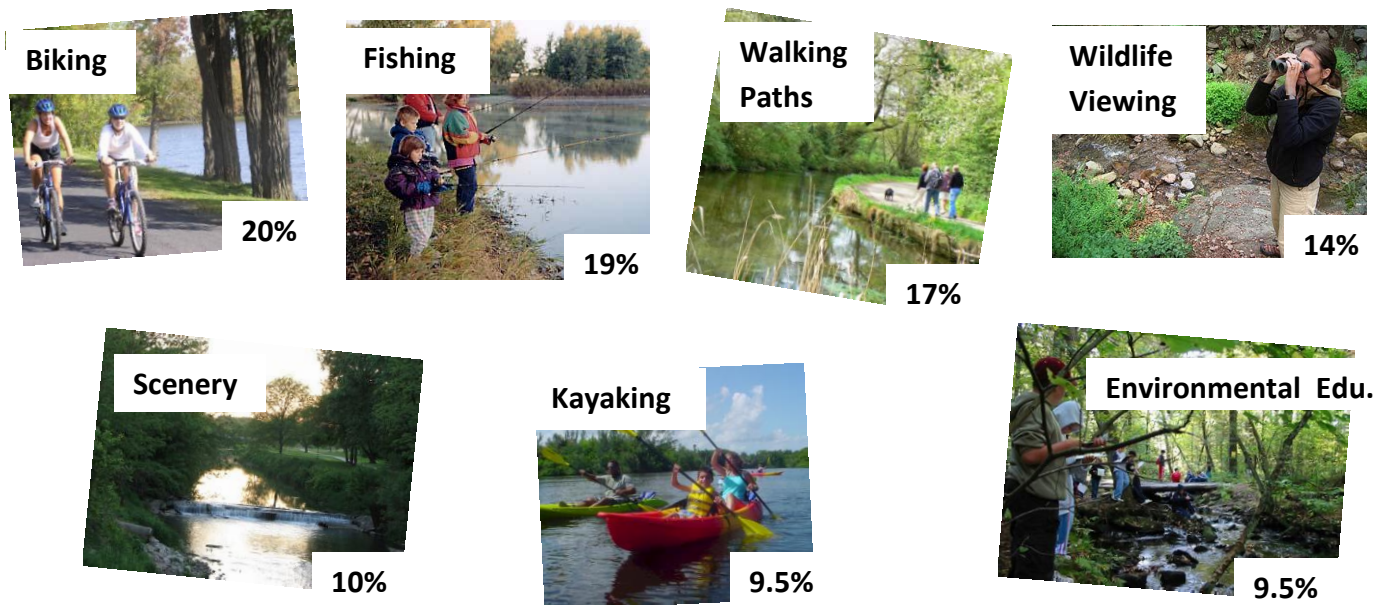 Biking
20%
Fishing
19%
Walking
Paths
17%
Wildlife
Viewing
14%
Scenery
10%
Kayaking
9.5%
Environmental Edu.
9.5%